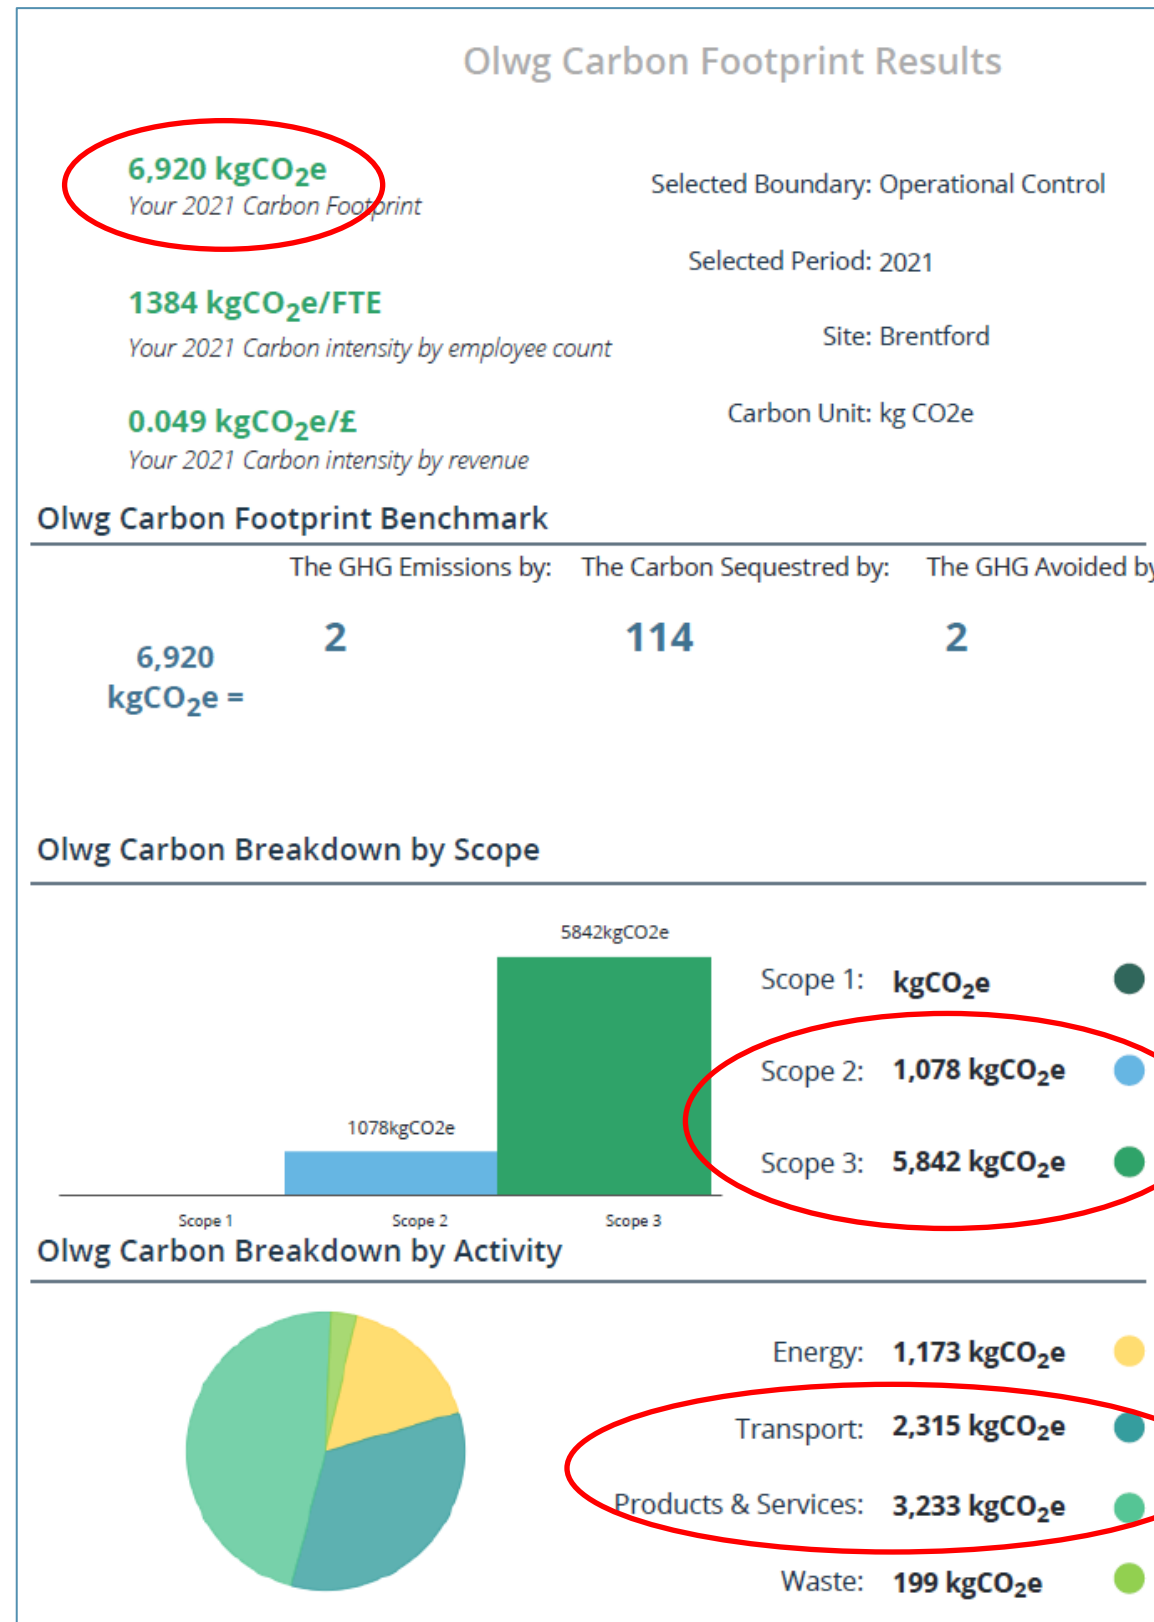 Olwg Carbon Footprint Results
6,920 kgCO₂e
Your 2021 Carbon Footprint
Selected Boundary: Operational Control
Selected Period: 2021
1384 kgCO₂e/FTE
Your 2021 Carbon intensity by employee count
Site: Brentford
0.049 kgCO₂e/£
Your 2021 Carbon intensity by revenue
Carbon Unit: kg CO2e
Olwg Carbon Footprint Benchmark
The GHG Emissions by: The Carbon Sequestred by: The GHG Avoided by
6,920
kgCO₂e =
2 114 2
Olwg Carbon Breakdown by Scope
5842kgCO2e
1078kgCO2e
Scope 1 Scope 2 Scope 3
Scope 1: kgCO₂e
Scope 2: 1,078 kgCO₂e
Scope 3: 5,842 kgCO₂e
Olwg Carbon Breakdown by Activity
Energy: 1,173 kgCO₂e
Transport: 2,315 kgCO₂e
Products & Services: 3,233 kgCO₂e
Waste: 199 kgCO₂e